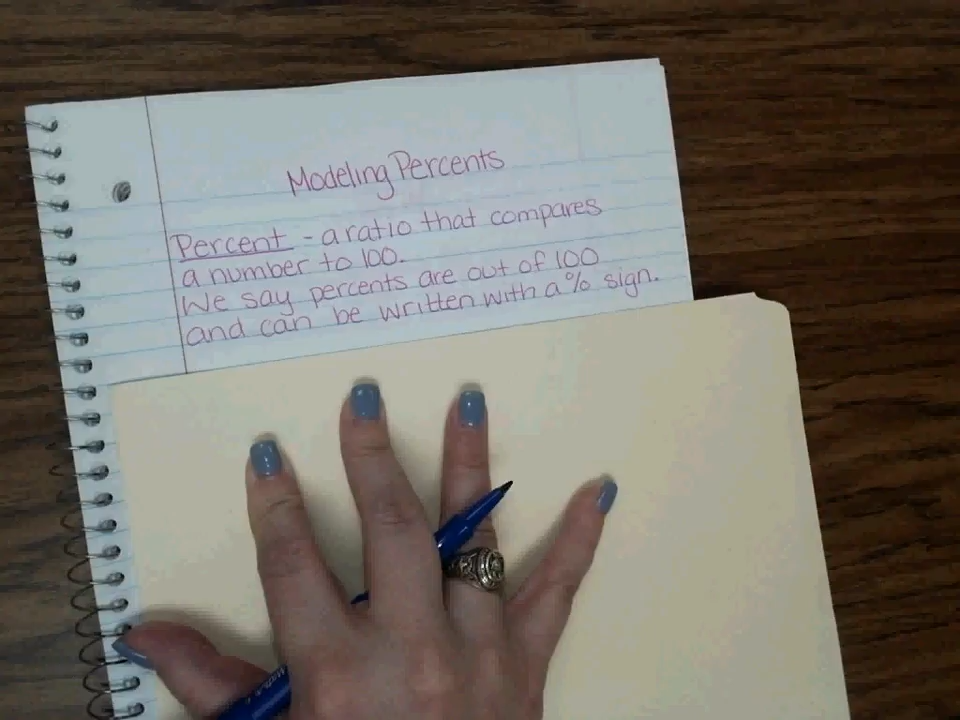 Modeling Percents
Percent - a ratio that compares
a number to 100.
We say percents are out of 100
and can be written with a % sign.